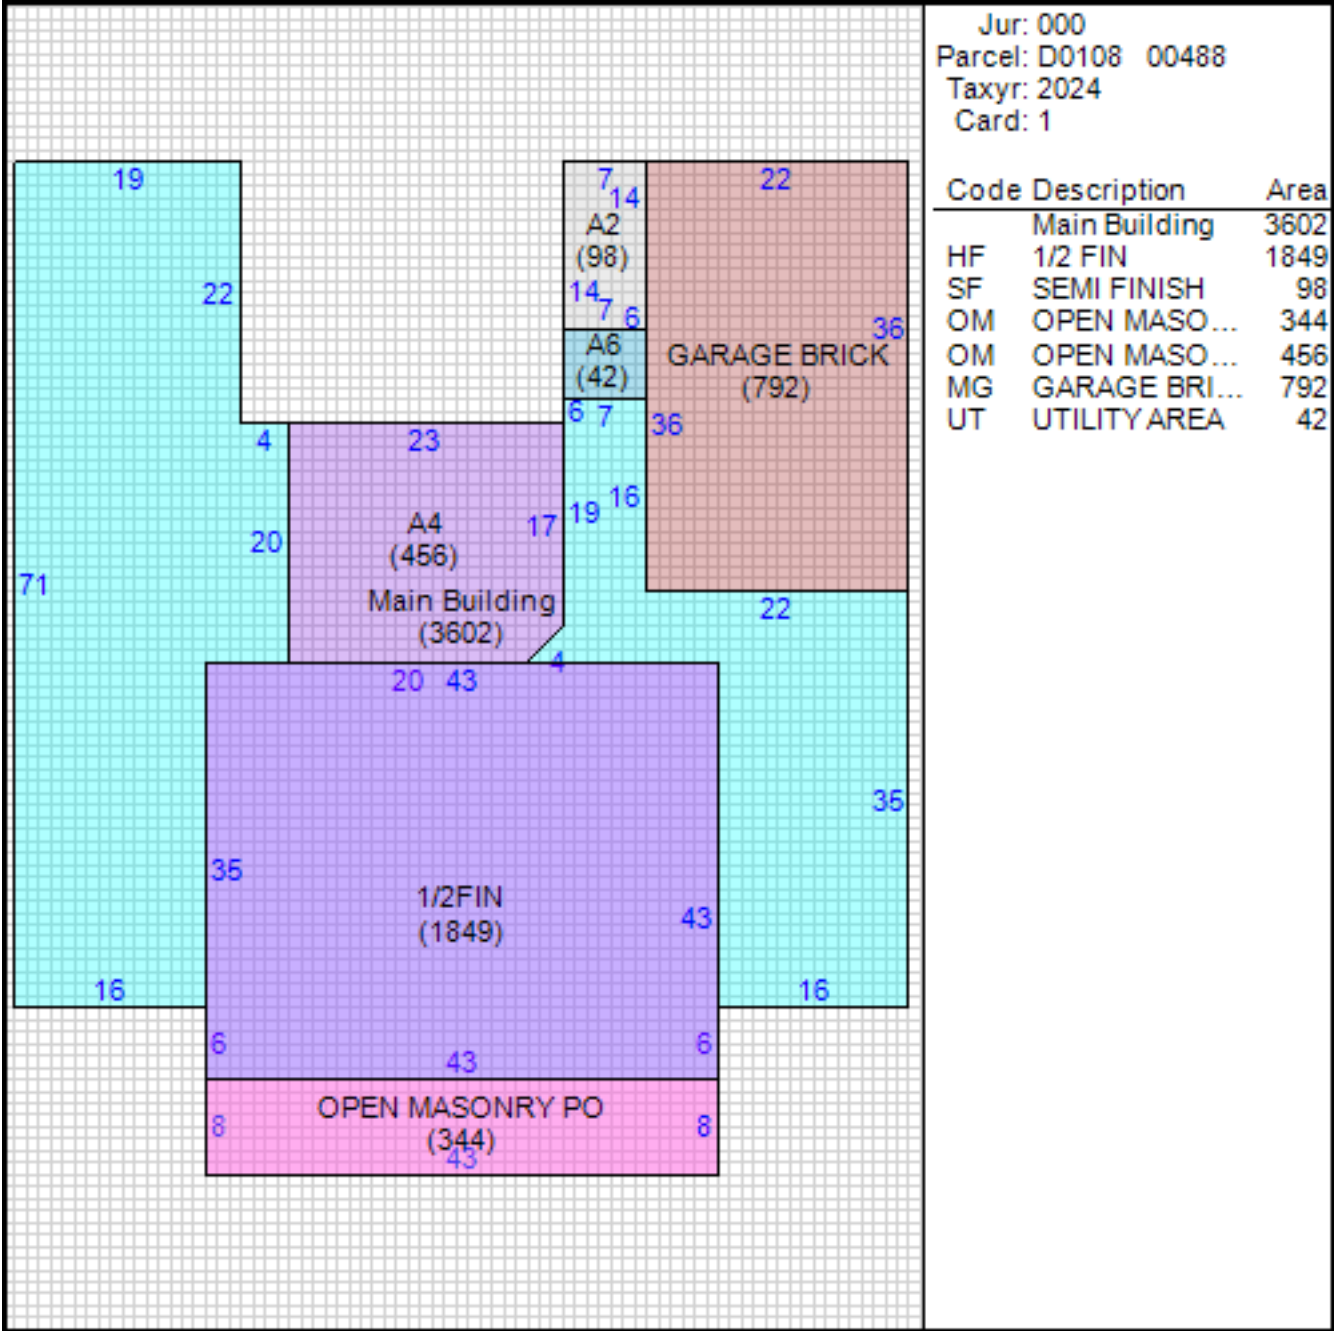 Jur: 000
Parcel: D0108 00488
Taxyr: 2024
Card: 1
Code Description Area
Main Building 3602
HF 1/2 FIN 1849
SF SEMI FINISH 98
OM OPEN MASO... 344
OM OPEN MASO... 456
MG GARAGE BRI... 792
UT UTILITY AREA 42
19
7
22
14
A2
(98)
22
14
7
6
36
A6
(42)
GARAGE BRICK
(792)
6
7
36
4
23
16
19
17
A4
(456)
20
71
Main Building
(3602)
22
4
20
43
35
35
1/2FIN
(1849)
43
16
16
6
6
43
OPEN MASONRY PO
(344)
8
8
43